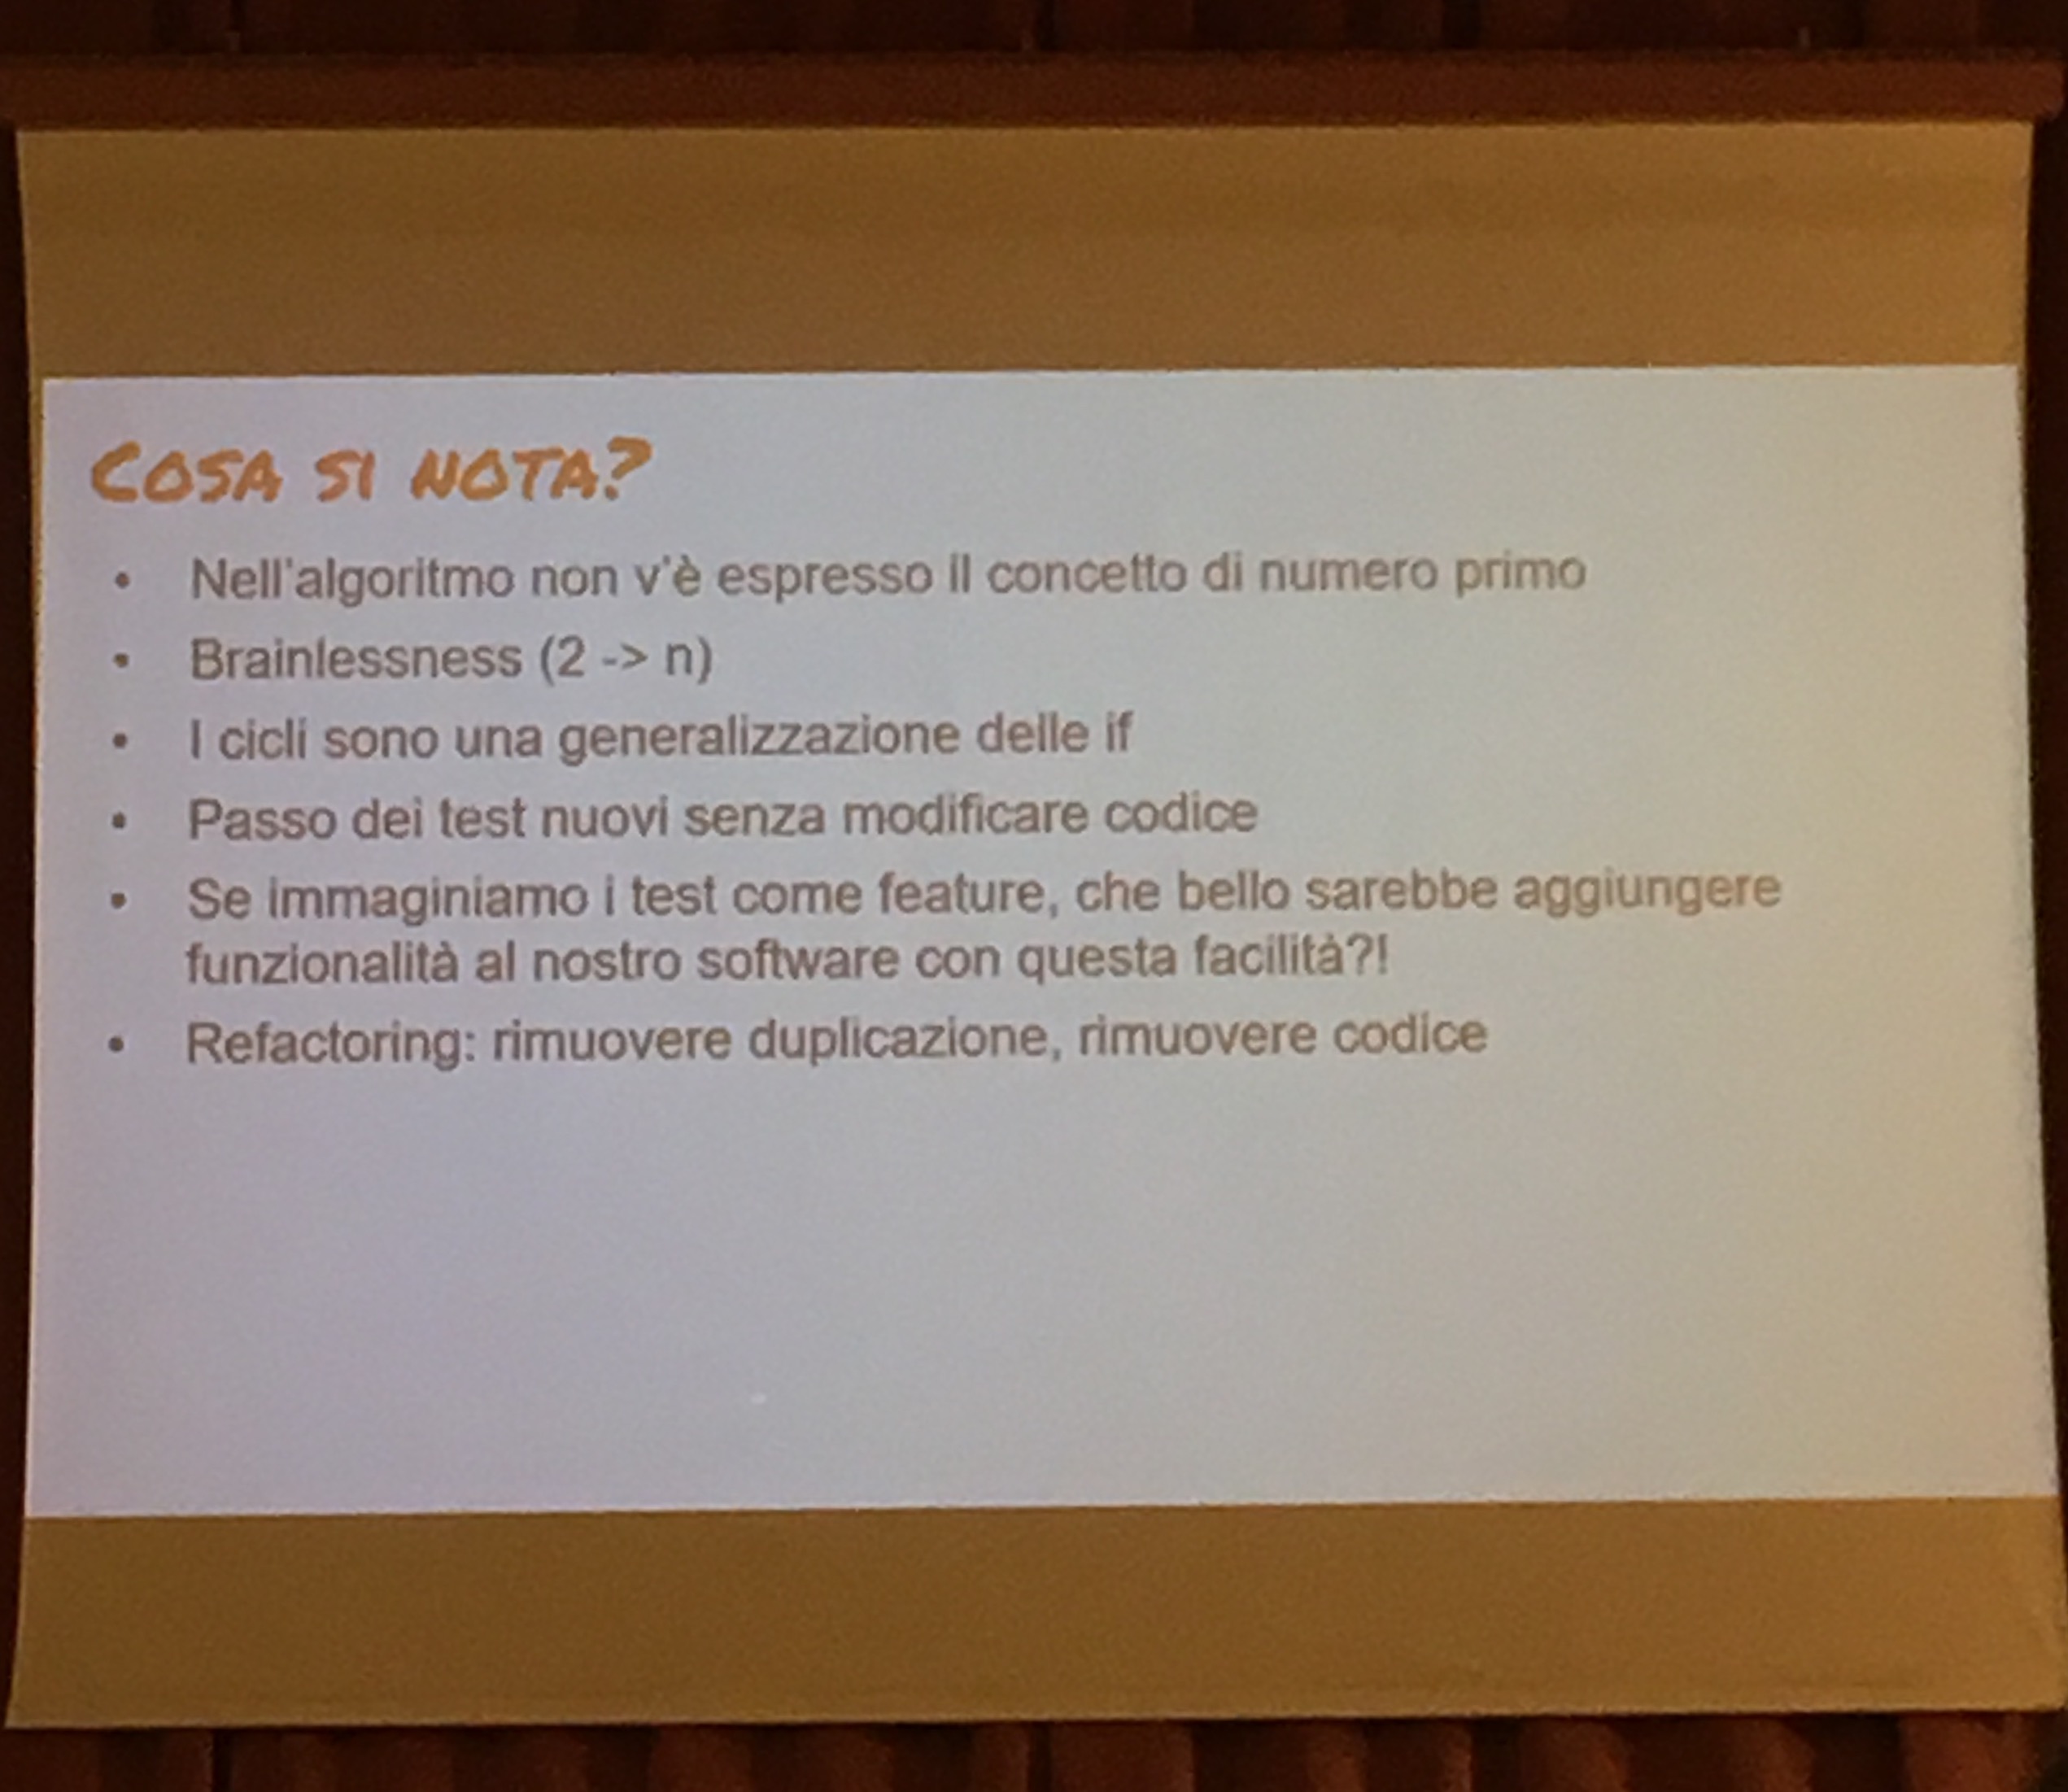 Cosa si nota?
• Nell'algoritmo non v'è espresso il concetto di numero primo
• Brainlessness (2 -> n)
• I cicli sono una generalizzazione delle if
• Passo dei test nuovi senza modificare codice
• Se immaginiamo i test come feature, che bello sarebbe aggiungere
funzionalità al nostro software con questa facilità?!
• Refactoring: rimuovere duplicazione, rimuovere codice